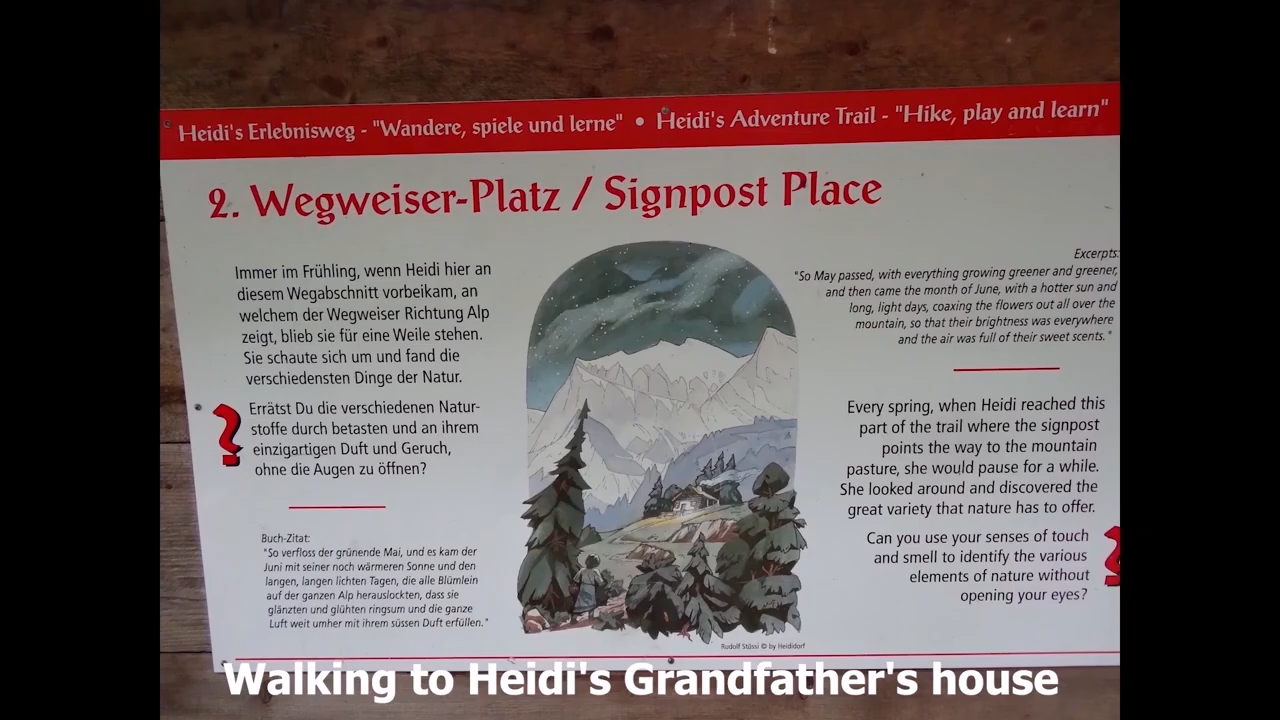 Heidi's Erlebnisweg - "Wandere, spiele und lerne" • Heidi's Adventure Trail - "Hike, play and learn"
2. Wegweiser-Platz / Signpost Place
Immer im Frühling, wenn Heidi hier an
diesem Wegabschnitt vorbeikam, an
welchem der Wegweiser Richtung Alp
zeigt, blieb sie für eine Weile stehen.
Sie schaute sich um und fand die
verschiedensten Dinge der Natur.
?
Errätst Du die verschiedenen Natur-
stoffe durch betasten und an ihrem
einzigartigen Duft und Geruch,
ohne die Augen zu öffnen?
Buch-Zitat:
"So verfloss der grünende Mai, und es kam der
Juni mit seiner noch wärmeren Sonne und den
langen, langen lichten Tagen, die alle Blümlein
auf der ganzen Alp herauslockten, dass sie
glänzten und glühten ringsum und die ganze
Luft weit umher mit ihrem süssen Duft erfüllen."
Rudolf Stüssi © by Heididorf
Excerpts:
"So May passed, with everything growing greener and greener,
and then came the month of June, with a hotter sun and
long, light days, coaxing the flowers out all over the
mountain, so that their brightness was everywhere
and the air was full of their sweet scents."
Every spring, when Heidi reached this
part of the trail where the signpost
points the way to the mountain
pasture, she would pause for a while.
She looked around and discovered the
great variety that nature has to offer.
Can you use your senses of touch
and smell to identify the various
elements of nature without
opening your eyes?
?
Walking to Heidi's Grandfather's house